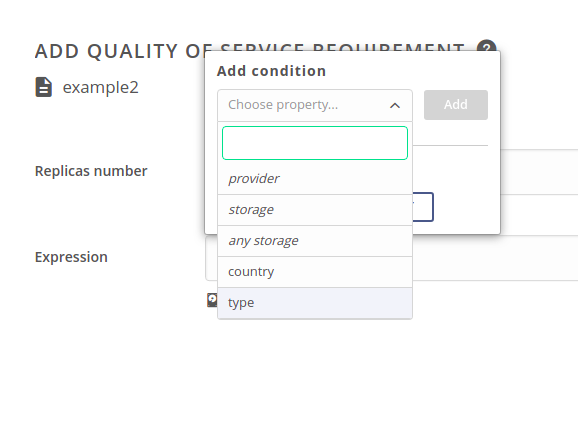 ADD QUALITY OF SERVICE REQUIREMENT ?
example2
Add condition
Choose property...
Add
Replicas number
provider
storage
any storage
Expression
country
type